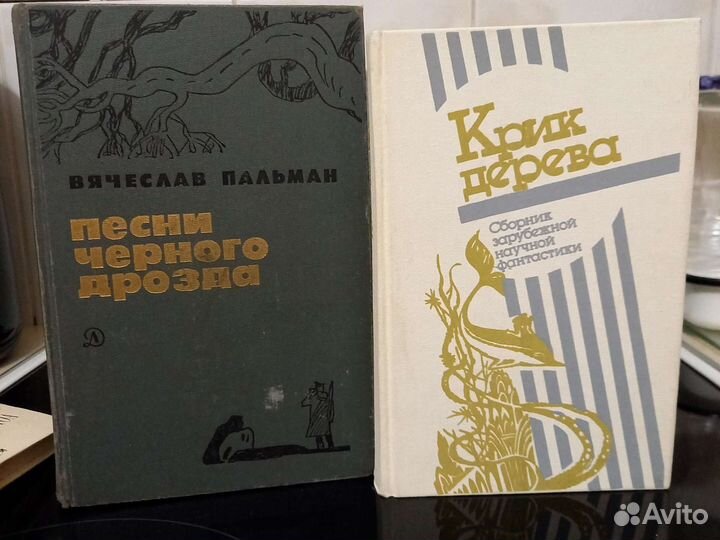 ВЯЧЕСЛАВ ПАЛЬМАН
песни
черного
дрозда
Д
Крик
дерева
Сборник
зарубежной
научной
фантастики
Avito